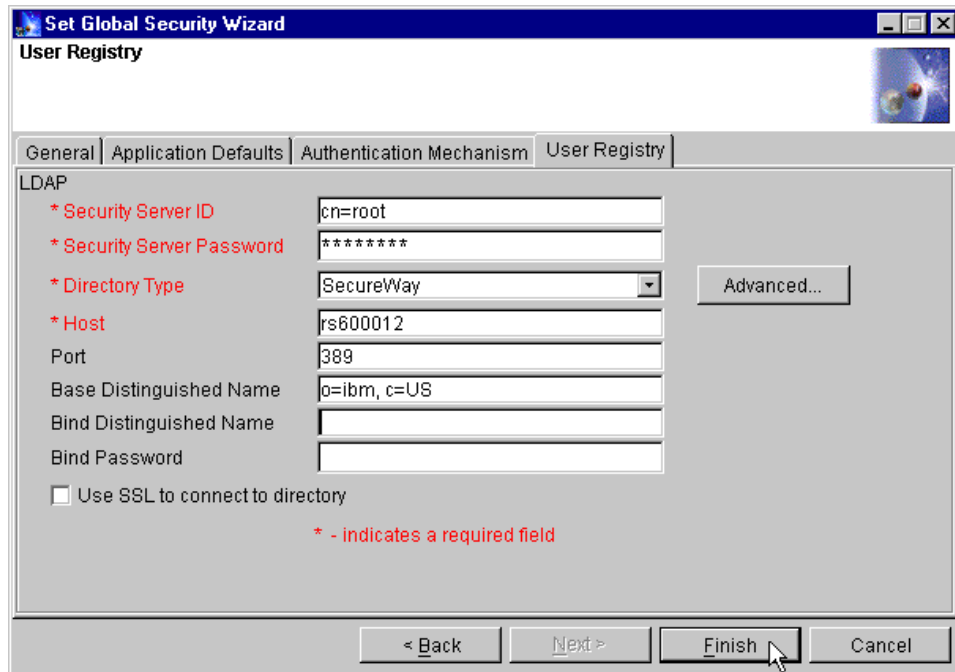 Set Global Security Wizard
User Registry
General Application Defaults Authentication Mechanism User Registry
LDAP
* Security Server ID cn=root
* Security Server Password ********
* Directory Type SecureWay Advanced...
* Host rs600012
Port 389
Base Distinguished Name o=ibm, c=US
Bind Distinguished Name
Bind Password
Use SSL to connect to directory
* - indicates a required field
< Back Next > Finish Cancel